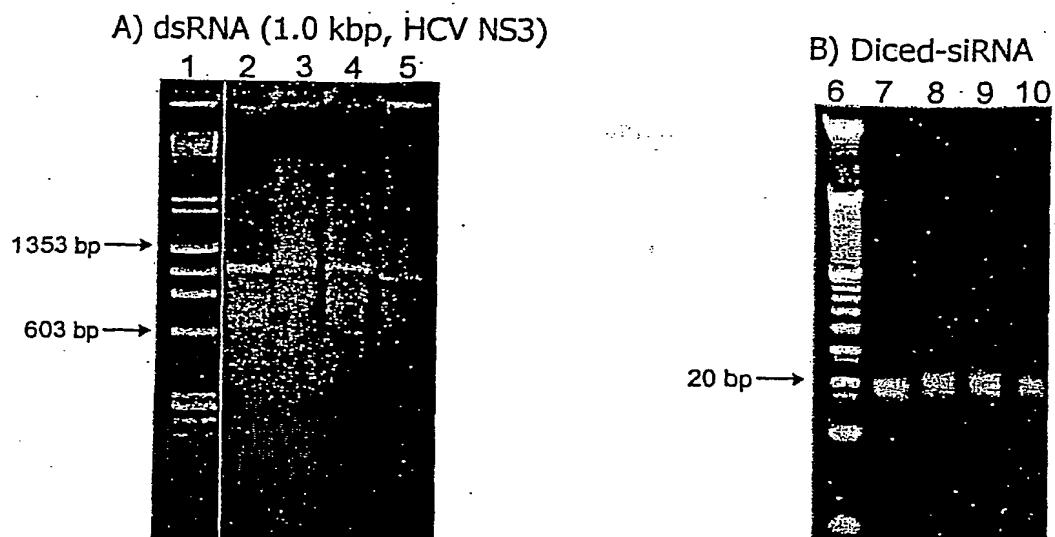 A) dsRNA (1.0 kbp, HCV NS3)
1 2 3 4 5
1353 bp
603 bp
B) Diced-siRNA
6 7 8 9 10
20 bp